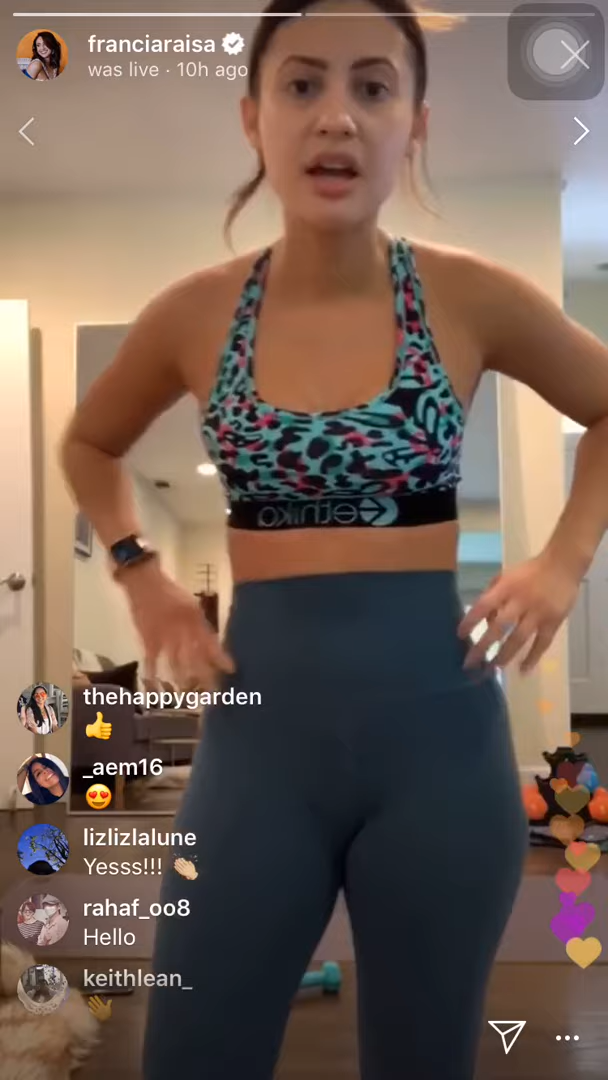 franciaraisa
was live · 10h ago
ethika
thehappygarden
👍
_aem16
😍
lizlizlalune
Yesss!!! 👏🏻
rahaf_oo8
Hello
keithlean_
👋